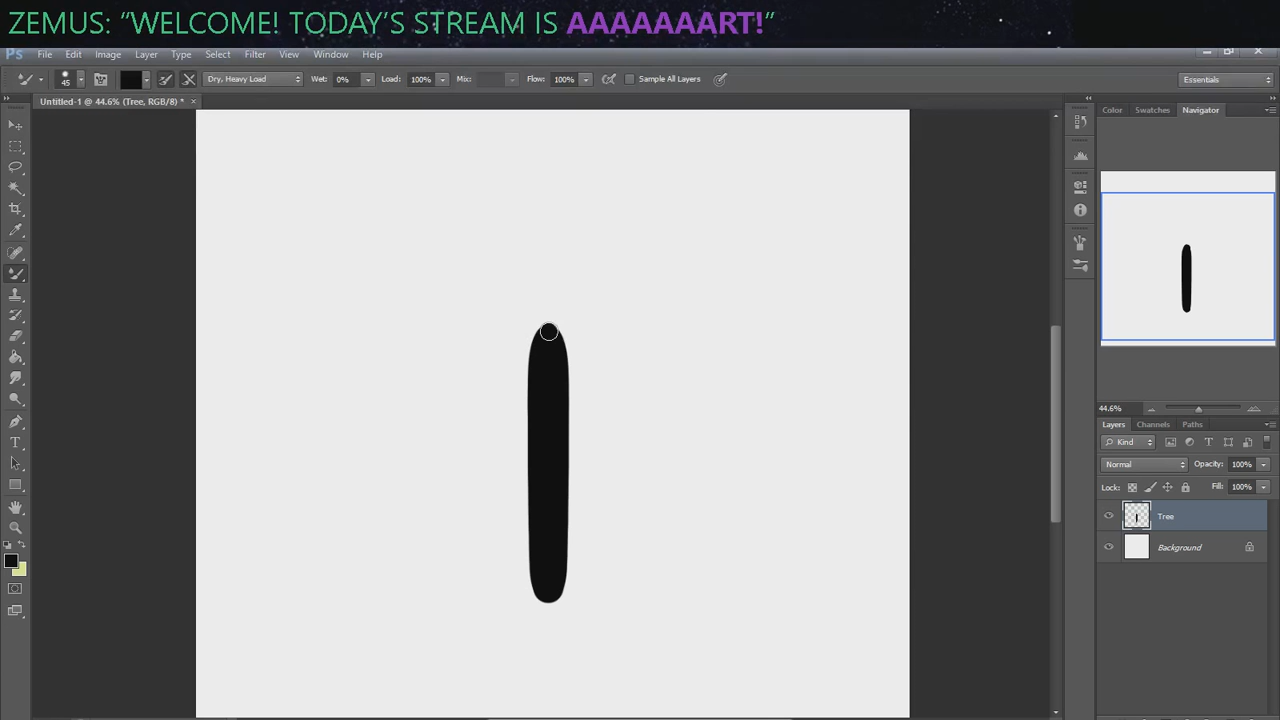 ZEMUS: “WELCOME! TODAY’S STREAM IS AAAAAAART!”
Ps File Edit Image Layer Type Select Filter View Window Help
45 Dry, Heavy Load Wet: 0% Load: 100% Mix: Flow: 100% Sample All Layers Essentials
Untitled-1 @ 44.6% (Tree, RGB/8) * ×
Color Swatches Navigator
44.6%
Layers Channels Paths
Kind
Normal Opacity: 100%
Lock: Fill: 100%
Tree
Background